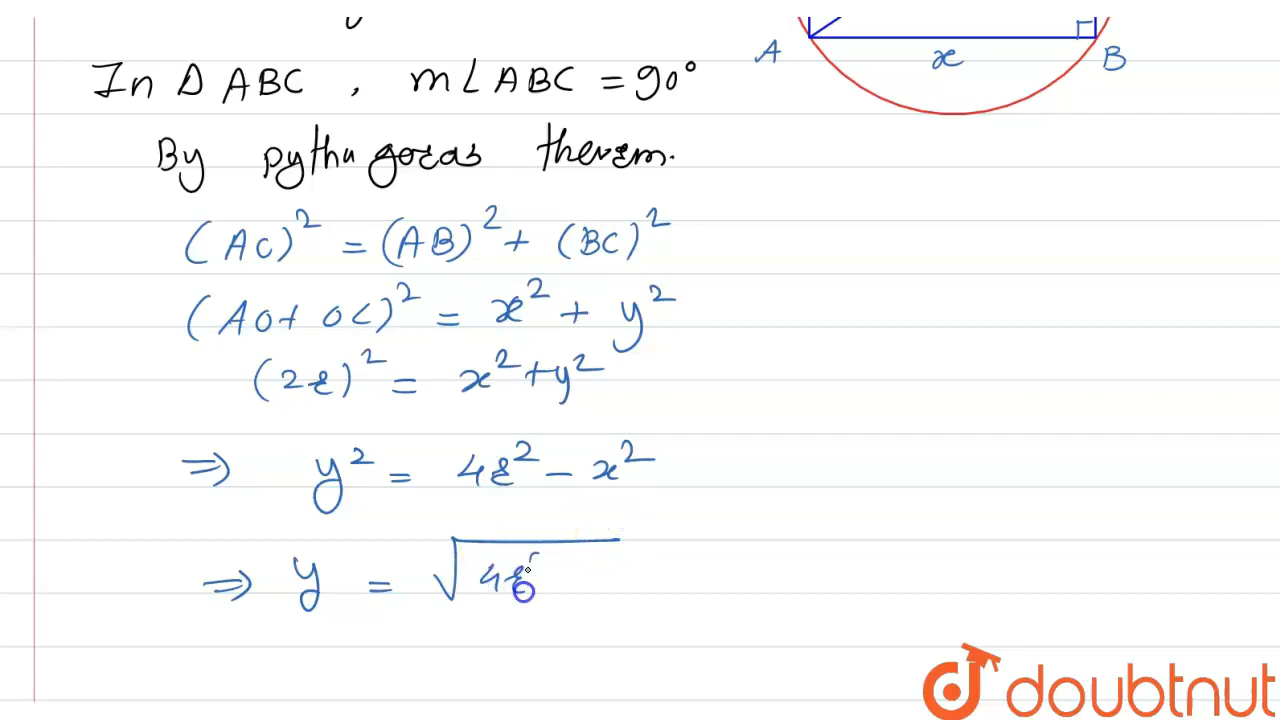 A x B
In Δ ABC , m∠ABC = 90°
By pythagoras therem.
(AC)² = (AB)² + (BC)²
(AO + OC)² = x² + y²
(2r)² = x² + y²
⇒ y² = 4r² - x²
⇒ y = √4r
doubtnut